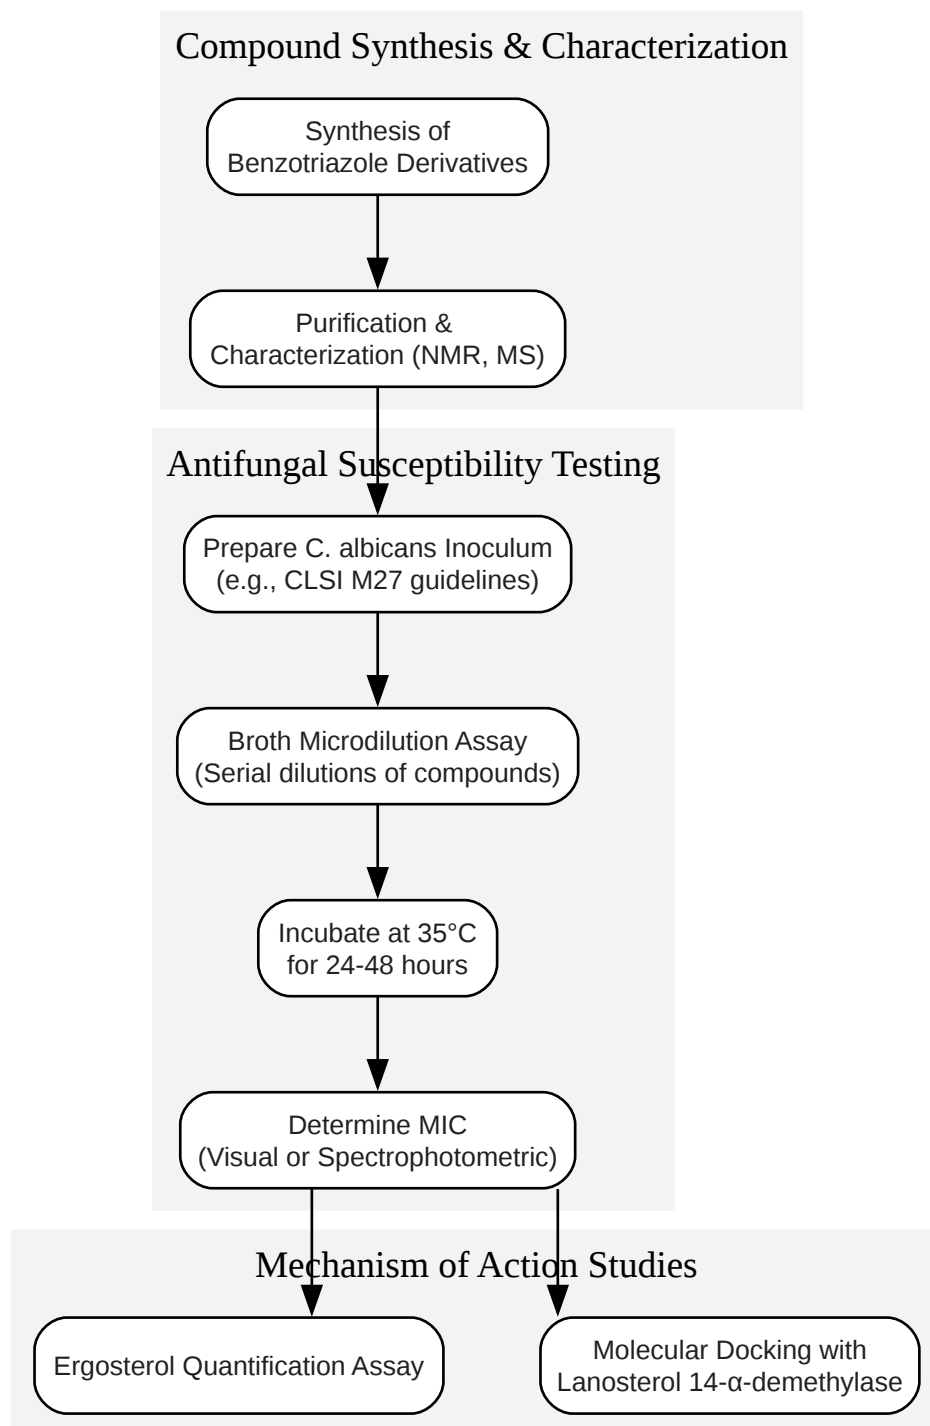 Compound Synthesis & Characterization
Synthesis of
Benzotriazole Derivatives
Purification &
Characterization (NMR, MS)
Antifungal Susceptibility Testing
Prepare C. albicans Inoculum
(e.g., CLSI M27 guidelines)
Broth Microdilution Assay
(Serial dilutions of compounds)
Incubate at 35°C
for 24-48 hours
Determine MIC
(Visual or Spectrophotometric)
Mechanism of Action Studies
Ergosterol Quantification Assay
Molecular Docking with
Lanosterol 14-α-demethylase